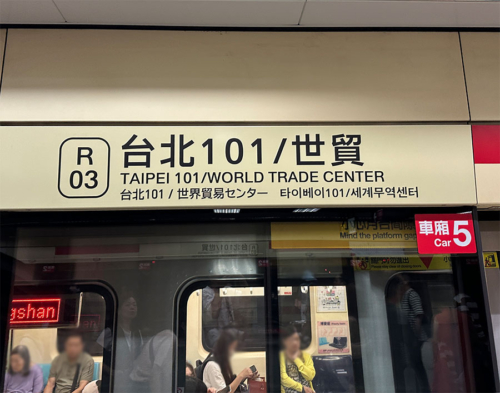 R
03
台北101/世貿
TAIPEI 101/WORLD TRADE CENTER
台北101 / 世界貿易センター 타이베이101/세계무역센터
Mind the platform gap
車廂
Car 5
gshan